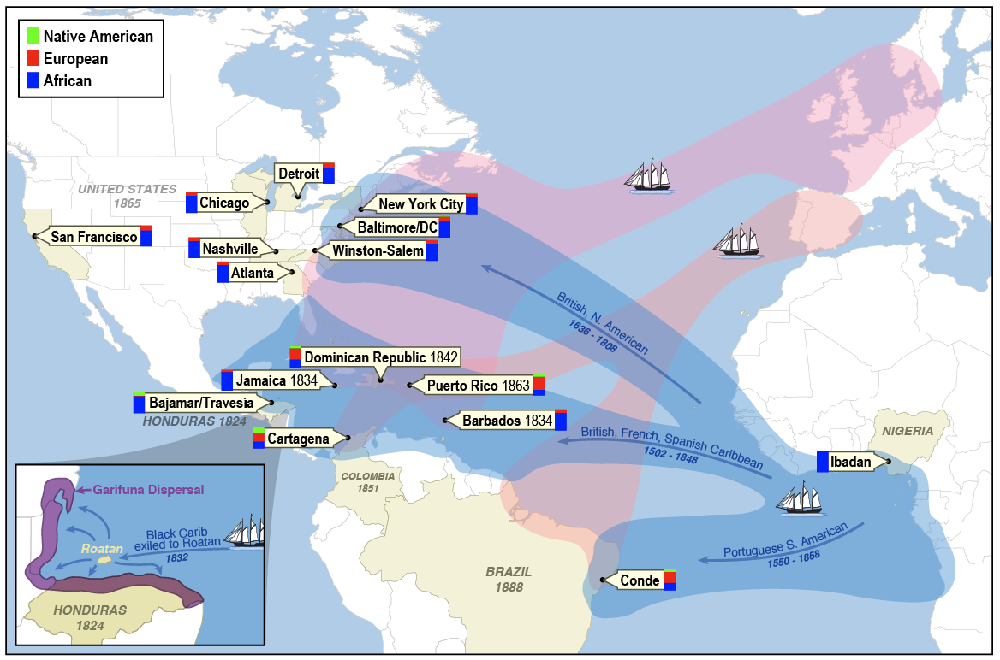 Native American
European
African
UNITED STATES
1865
Detroit
Chicago
New York City
Baltimore/DC
San Francisco
Nashville
Winston-Salem
Atlanta
British, N. American
1636 - 1808
Dominican Republic 1842
Jamaica 1834
Puerto Rico 1863
Bajamar/Travesía
HONDURAS 1824
Barbados 1834
Cartagena
British, French, Spanish Caribbean
1502 - 1848
NIGERIA
Ibadan
COLOMBIA
1851
Garifuna Dispersal
Black Carib
exiled to Roatan
1832
Roatan
HONDURAS
1824
Portuguese S. American
1550 - 1858
BRAZIL
1888
Conde